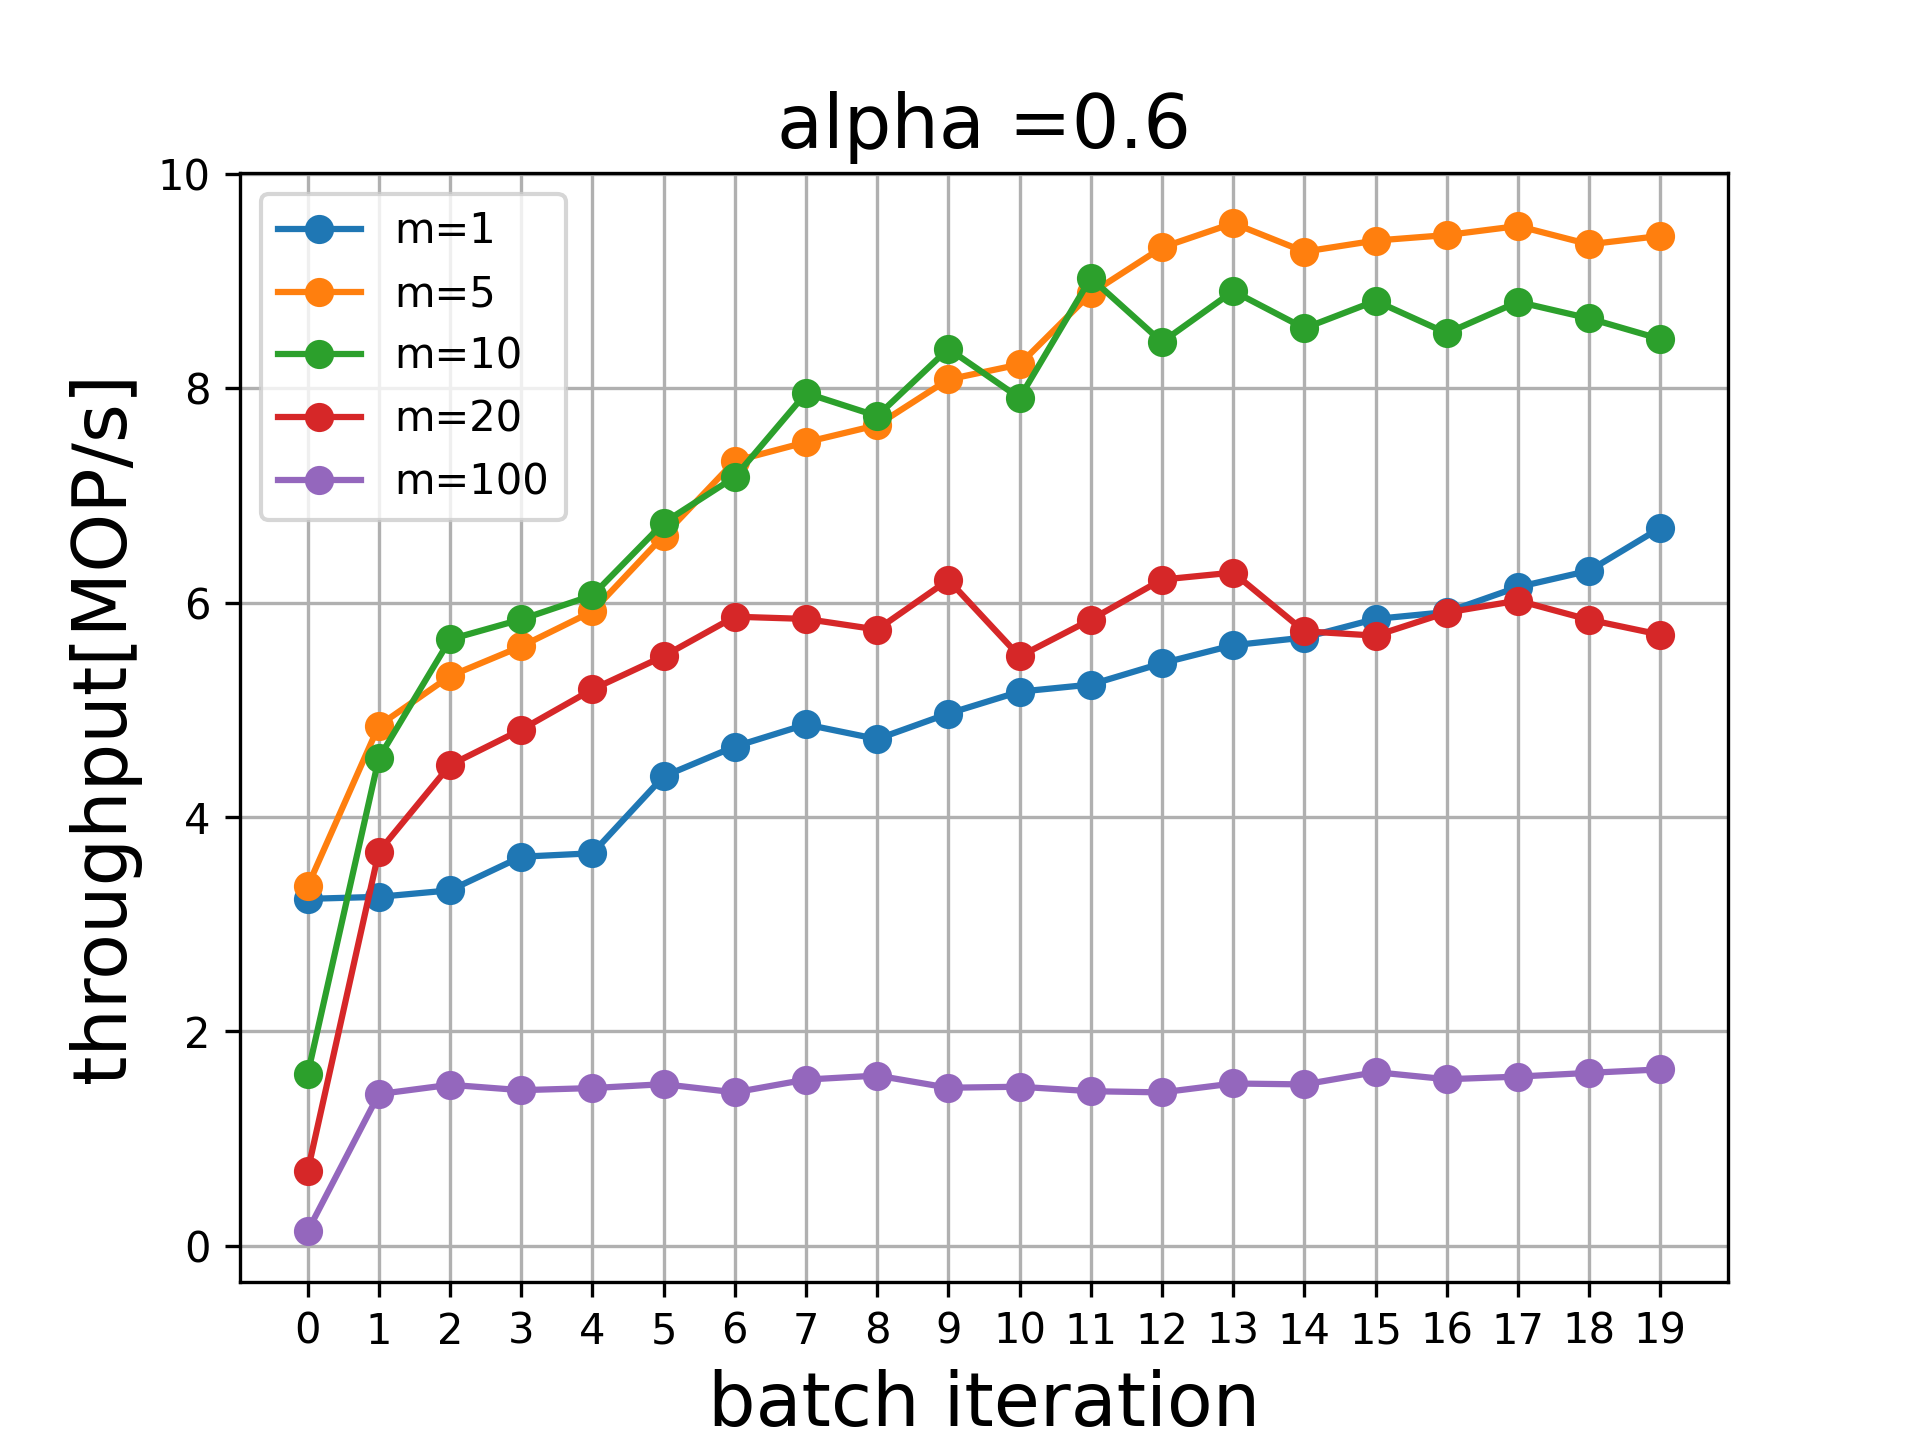 alpha =0.6
throughput[MOP/s]
10
8
6
4
2
0
m=1
m=5
m=10
m=20
m=100
0 1 2 3 4 5 6 7 8 9 10 11 12 13 14 15 16 17 18 19
batch iteration